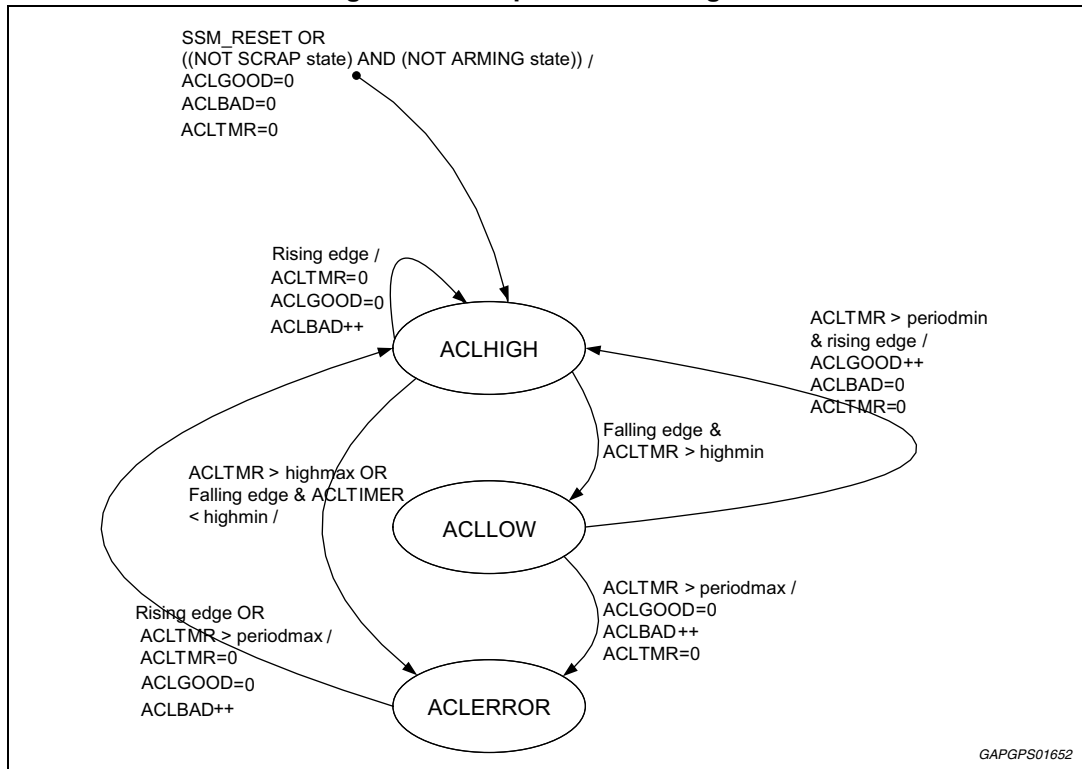 SSM_RESET OR
((NOT SCRAP state) AND (NOT ARMING state)) /
ACLGOOD=0
ACLBAD=0
ACLTMR=0
Rising edge /
ACLTMR=0
ACLGOOD=0
ACLBAD++
ACLHIGH
ACLTMR > periodmin
& rising edge /
ACLGOOD++
ACLBAD=0
ACLTMR=0
Falling edge &
ACLTMR > highmin
ACLTMR > highmax OR
Falling edge & ACLTIMER
< highmin /
ACLLOW
ACLTMR > periodmax /
ACLGOOD=0
ACLBAD++
ACLTMR=0
Rising edge OR
ACLTMR > periodmax /
ACLTMR=0
ACLGOOD=0
ACLBAD++
ACLERROR
GAPGPS01652